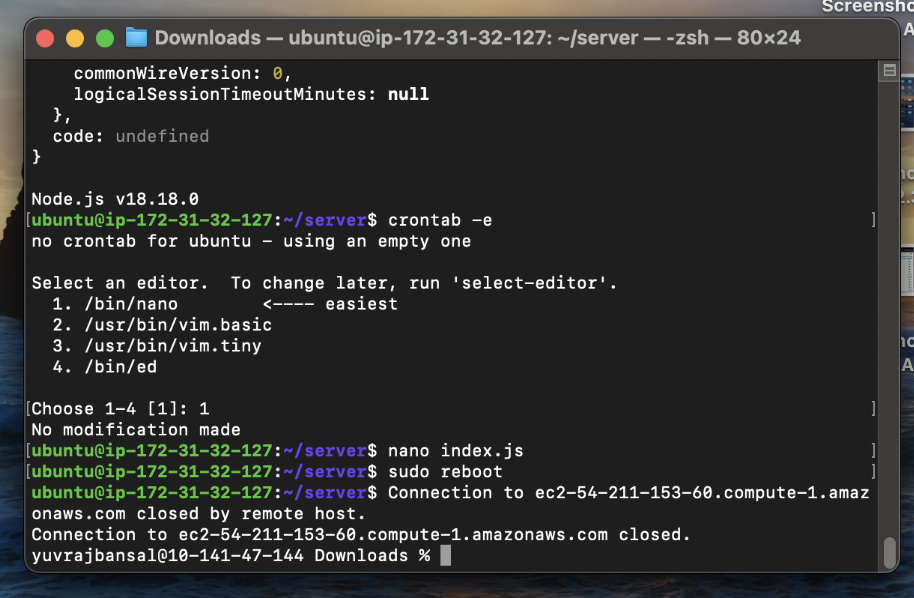 Screensho
A
Downloads — ubuntu@ip-172-31-32-127: ~/server — -zsh — 80×24
commonWireVersion: 0,
logicalSessionTimeoutMinutes: null
},
code: undefined
}
Node.js v18.18.0
[ubuntu@ip-172-31-32-127:~/server$ crontab -e ]
no crontab for ubuntu - using an empty one
Select an editor.  To change later, run 'select-editor'.
1. /bin/nano        <---- easiest
2. /usr/bin/vim.basic
3. /usr/bin/vim.tiny
4. /bin/ed
[Choose 1-4 [1]: 1 ]
No modification made
[ubuntu@ip-172-31-32-127:~/server$ nano index.js ]
[ubuntu@ip-172-31-32-127:~/server$ sudo reboot ]
ubuntu@ip-172-31-32-127:~/server$ Connection to ec2-54-211-153-60.compute-1.amaz
onaws.com closed by remote host.
Connection to ec2-54-211-153-60.compute-1.amazonaws.com closed.
yuvrajbansal@10-141-47-144 Downloads %